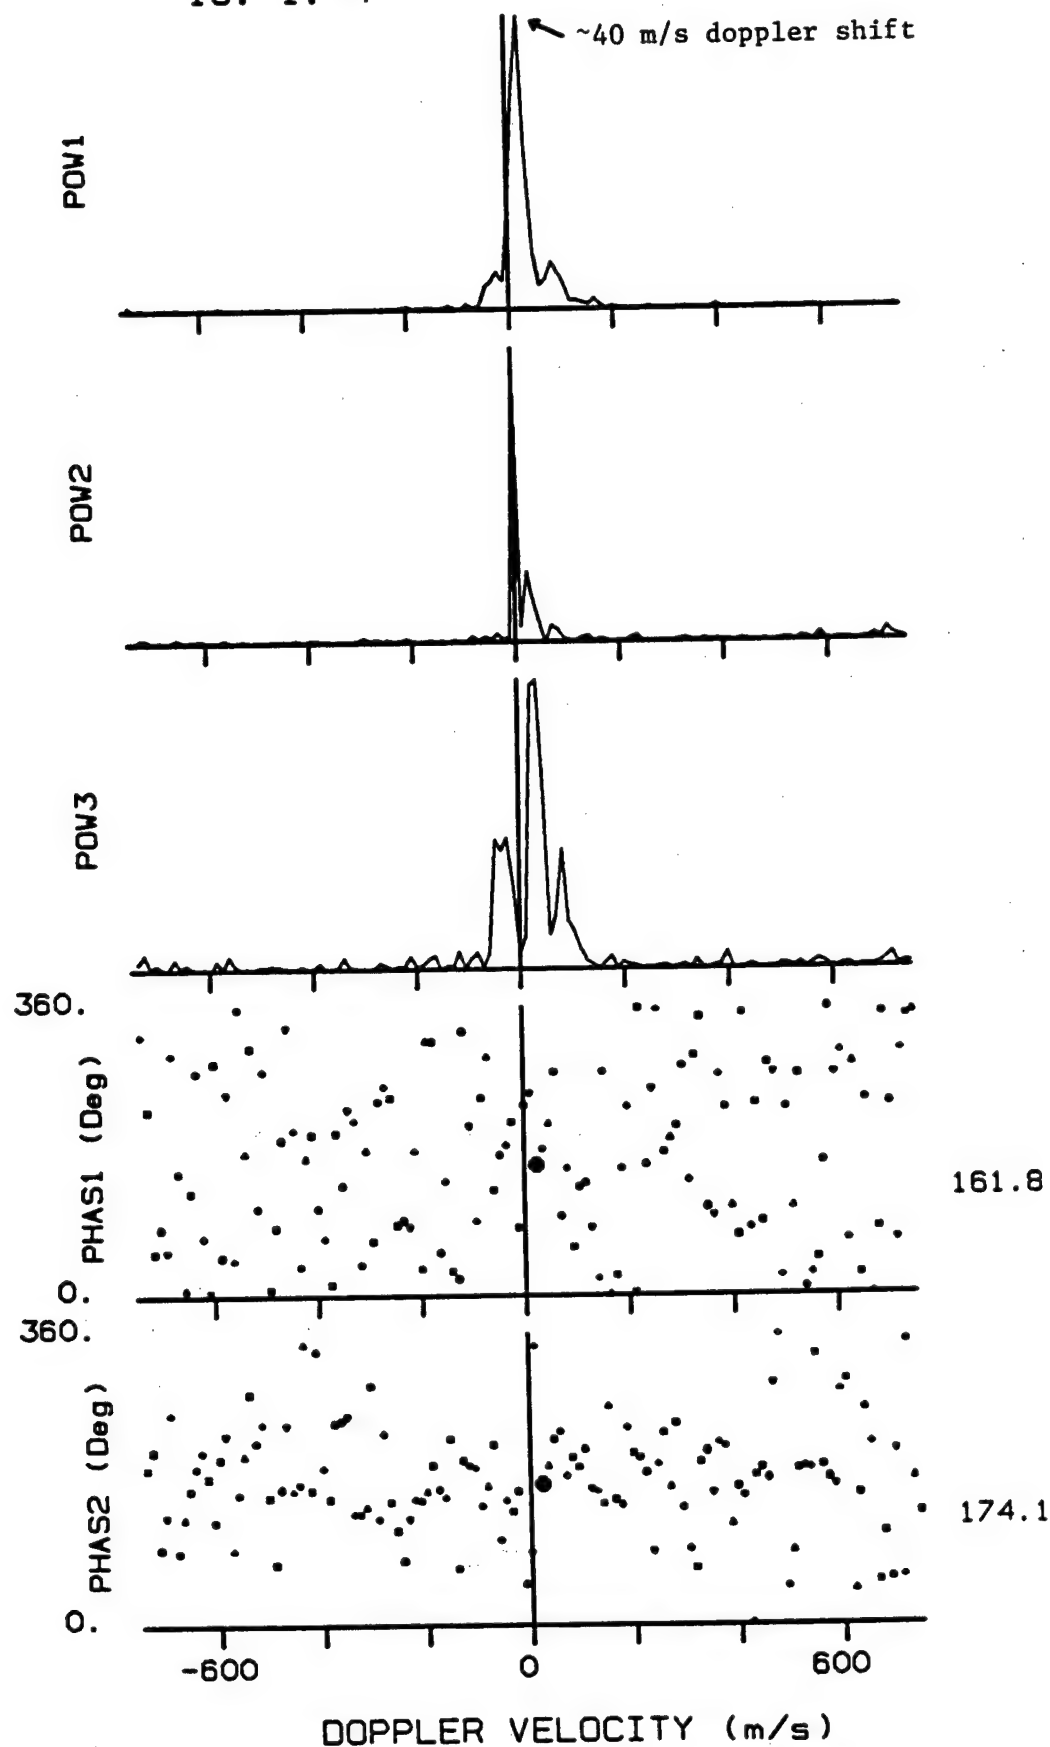 ~40 m/s doppler shift
POW1
POW2
POW3
360.
PHAS1 (Deg)
161.8
0.
360.
PHAS2 (Deg)
174.1
0.
-600 0 600
DOPPLER VELOCITY (m/s)